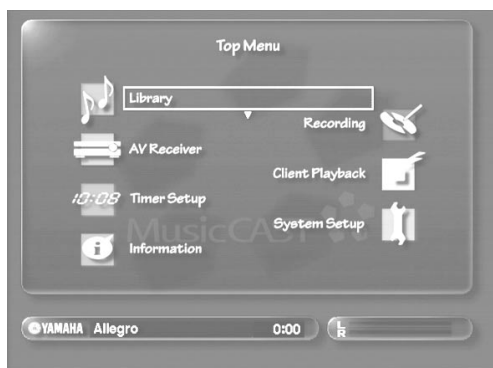 Top Menu
Library
Recording
AV Receiver
Client Playback
10:08 Timer Setup
System Setup
MusicCAST
Information
YAMAHA Allegro 0:00 L
R